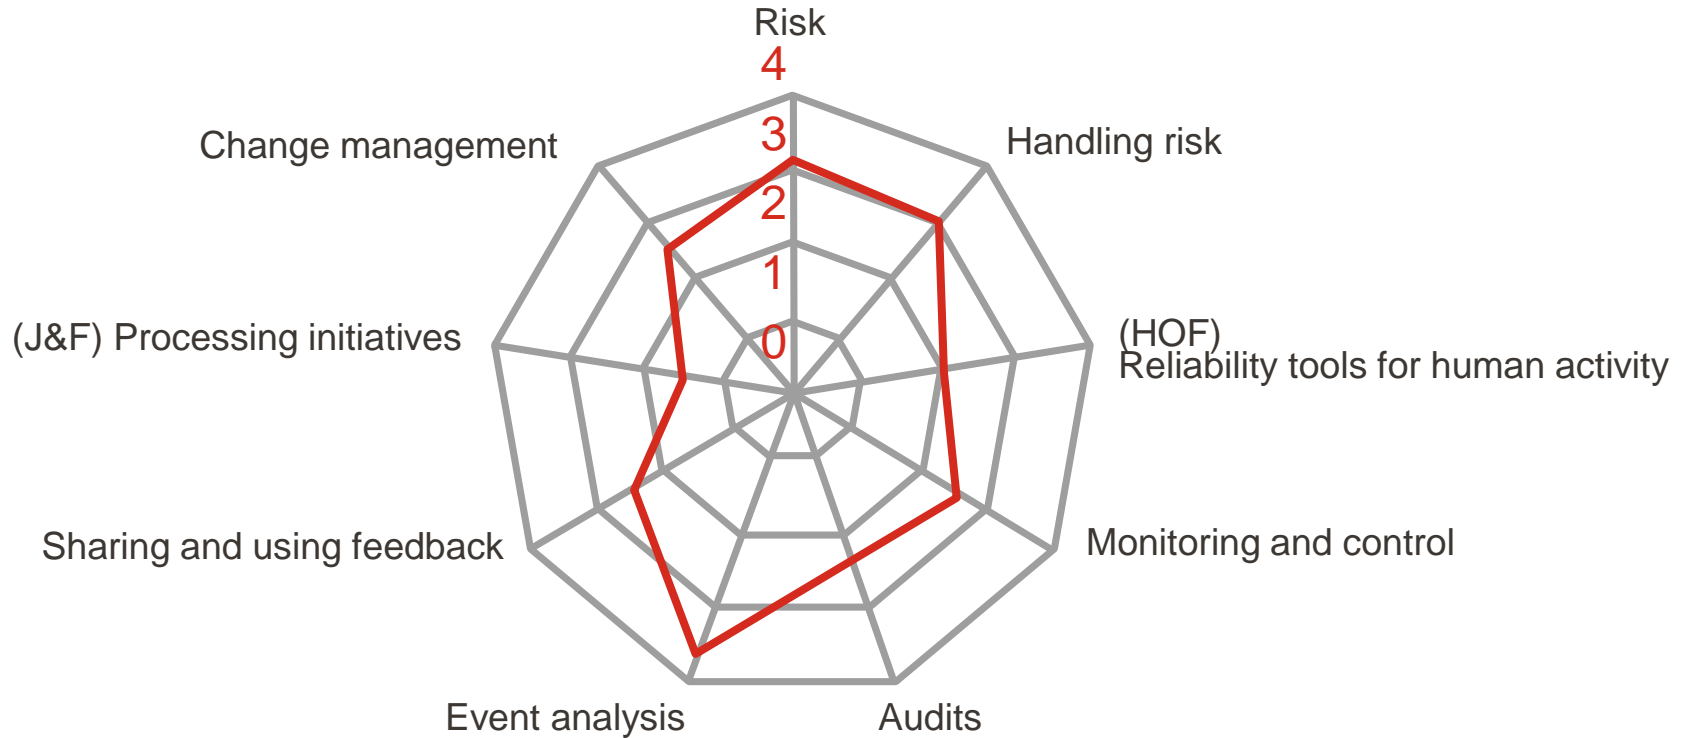 Risk
4
3
2
1
0
Change management
Handling risk
(J&F) Processing initiatives
(HOF)
Reliability tools for human activity
Sharing and using feedback
Monitoring and control
Event analysis
Audits